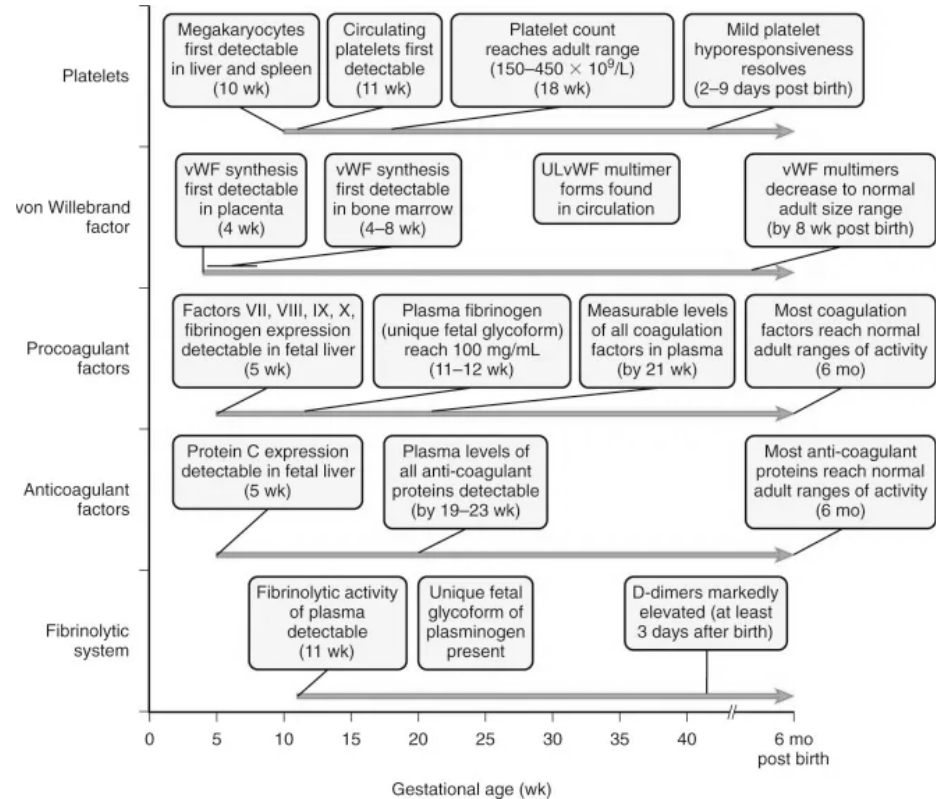 Platelets
Megakaryocytes
first detectable
in liver and spleen
(10 wk)
Circulating
platelets first
detectable
(11 wk)
Platelet count
reaches adult range
(150–450 × 10⁹/L)
(18 wk)
Mild platelet
hyporesponsiveness
resolves
(2–9 days post birth)
von Willebrand
factor
vWF synthesis
first detectable
in placenta
(4 wk)
vWF synthesis
first detectable
in bone marrow
(4–8 wk)
ULvWF multimer
forms found
in circulation
vWF multimers
decrease to normal
adult size range
(by 8 wk post birth)
Procoagulant
factors
Factors VII, VIII, IX, X,
fibrinogen expression
detectable in fetal liver
(5 wk)
Plasma fibrinogen
(unique fetal glycoform)
reach 100 mg/mL
(11–12 wk)
Measurable levels
of all coagulation
factors in plasma
(by 21 wk)
Most coagulation
factors reach normal
adult ranges of activity
(6 mo)
Anticoagulant
factors
Protein C expression
detectable in fetal liver
(5 wk)
Plasma levels of
all anti-coagulant
proteins detectable
(by 19–23 wk)
Most anti-coagulant
proteins reach normal
adult ranges of activity
(6 mo)
Fibrinolytic
system
Fibrinolytic activity
of plasma
detectable
(11 wk)
Unique fetal
glycoform of
plasminogen
present
D-dimers markedly
elevated (at least
3 days after birth)
0 5 10 15 20 25 30 35 40 6 mo
post birth
Gestational age (wk)